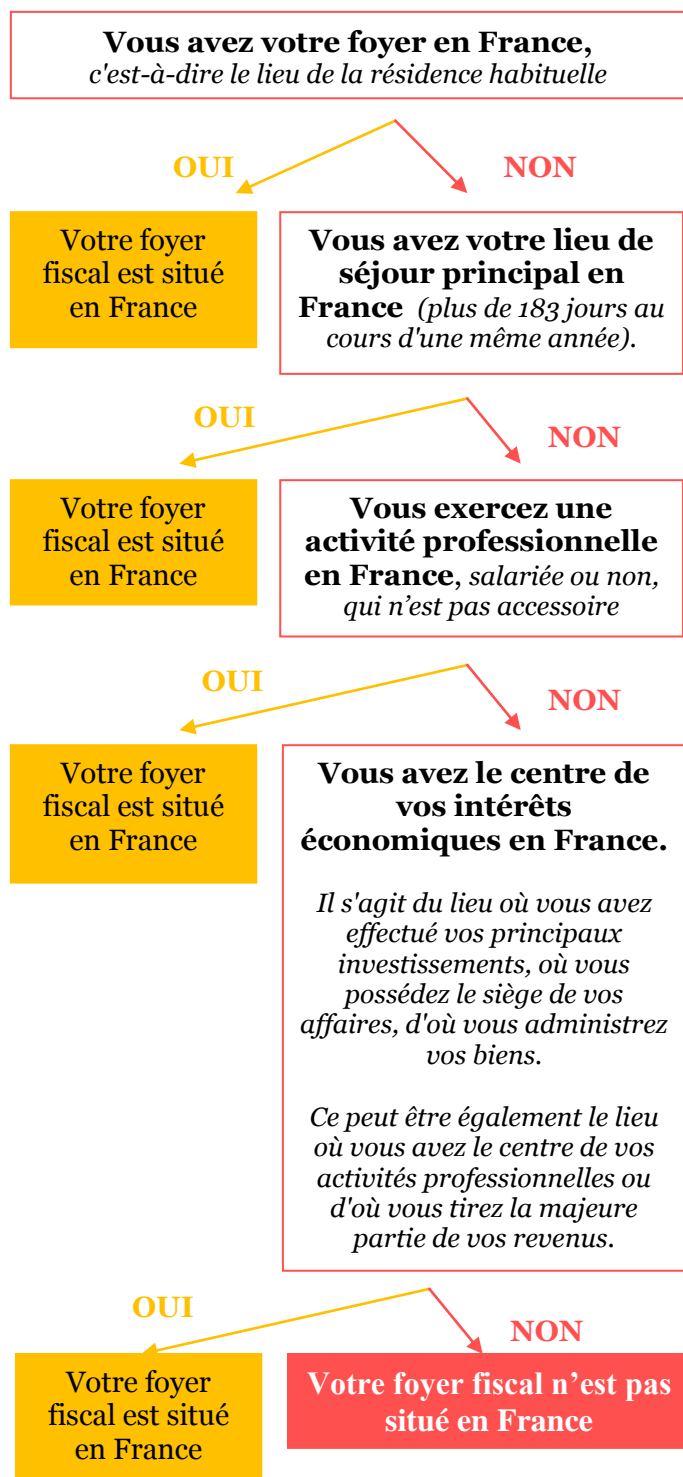 Vous avez votre foyer en France,
c'est-à-dire le lieu de la résidence habituelle
OUI
NON
Votre foyer
fiscal est situé
en France
Vous avez votre lieu de
séjour principal en
France (plus de 183 jours au
cours d'une même année).
OUI
NON
Votre foyer
fiscal est situé
en France
Vous exercez une
activité professionnelle
en France, salariée ou non,
qui n’est pas accessoire
OUI
NON
Votre foyer
fiscal est situé
en France
Vous avez le centre de
vos intérêts
économiques en France.
Il s'agit du lieu où vous avez
effectué vos principaux
investissements, où vous
possédez le siège de vos
affaires, d'où vous administrez
vos biens.
Ce peut être également le lieu
où vous avez le centre de vos
activités professionnelles ou
d'où vous tirez la majeure
partie de vos revenus.
OUI
NON
Votre foyer
fiscal est situé
en France
Votre foyer fiscal n’est pas
situé en France